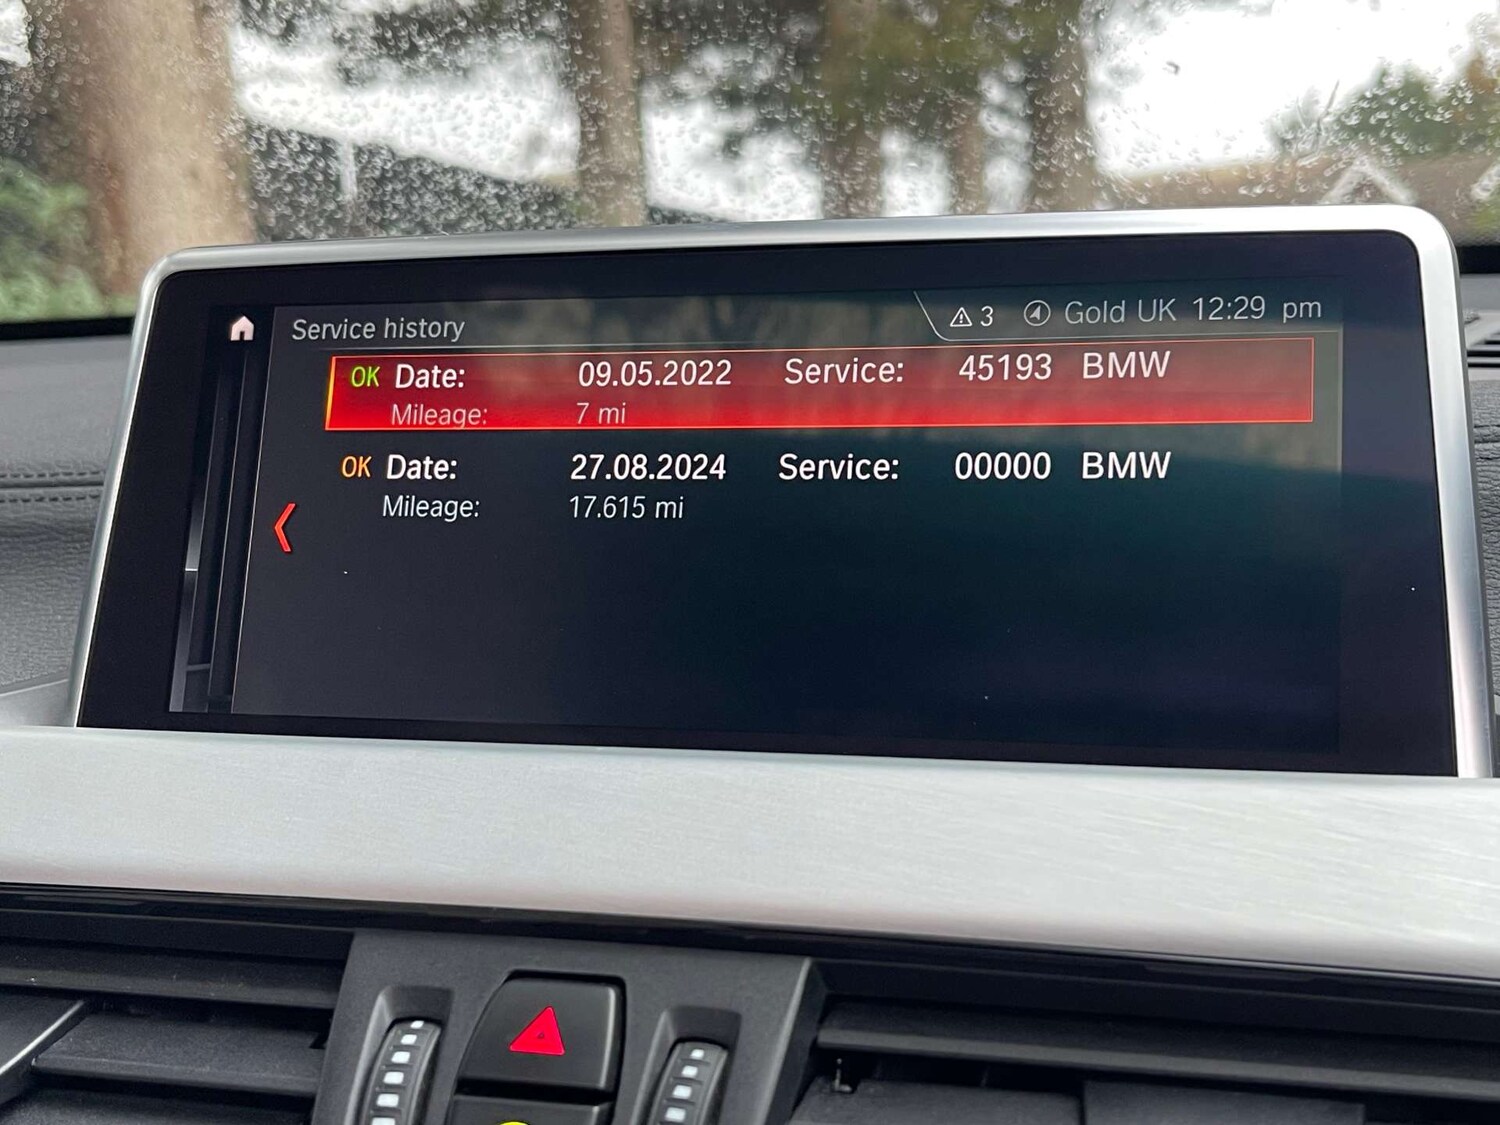 Service history 3 Gold UK 12:29 pm
OK Date: 09.05.2022 Service: 45193 BMW
Mileage: 7 mi
OK Date: 27.08.2024 Service: 00000 BMW
Mileage: 17.615 mi